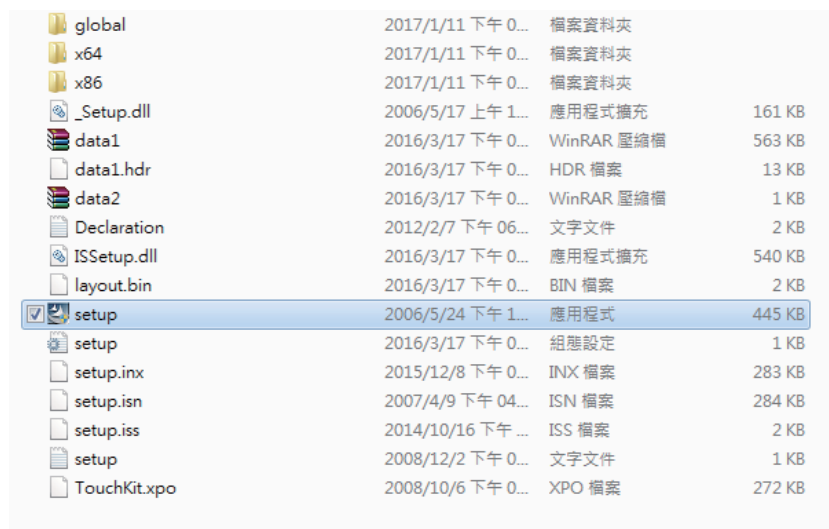 global 2017/1/11 下午 0... 檔案資料夾
x64 2017/1/11 下午 0... 檔案資料夾
x86 2017/1/11 下午 0... 檔案資料夾
_Setup.dll 2006/5/17 上午 1... 應用程式擴充 161 KB
data1 2016/3/17 下午 0... WinRAR 壓縮檔 563 KB
data1.hdr 2016/3/17 下午 0... HDR 檔案 13 KB
data2 2016/3/17 下午 0... WinRAR 壓縮檔 1 KB
Declaration 2012/2/7 下午 06... 文字文件 2 KB
ISSetup.dll 2016/3/17 下午 0... 應用程式擴充 540 KB
layout.bin 2016/3/17 下午 0... BIN 檔案 2 KB
setup 2006/5/24 下午 1... 應用程式 445 KB
setup 2016/3/17 下午 0... 組態設定 1 KB
setup.inx 2015/12/8 下午 0... INX 檔案 283 KB
setup.isn 2007/4/9 下午 04... ISN 檔案 284 KB
setup.iss 2014/10/16 下午 ... ISS 檔案 2 KB
setup 2008/12/2 下午 0... 文字文件 1 KB
TouchKit.xpo 2008/10/6 下午 0... XPO 檔案 272 KB